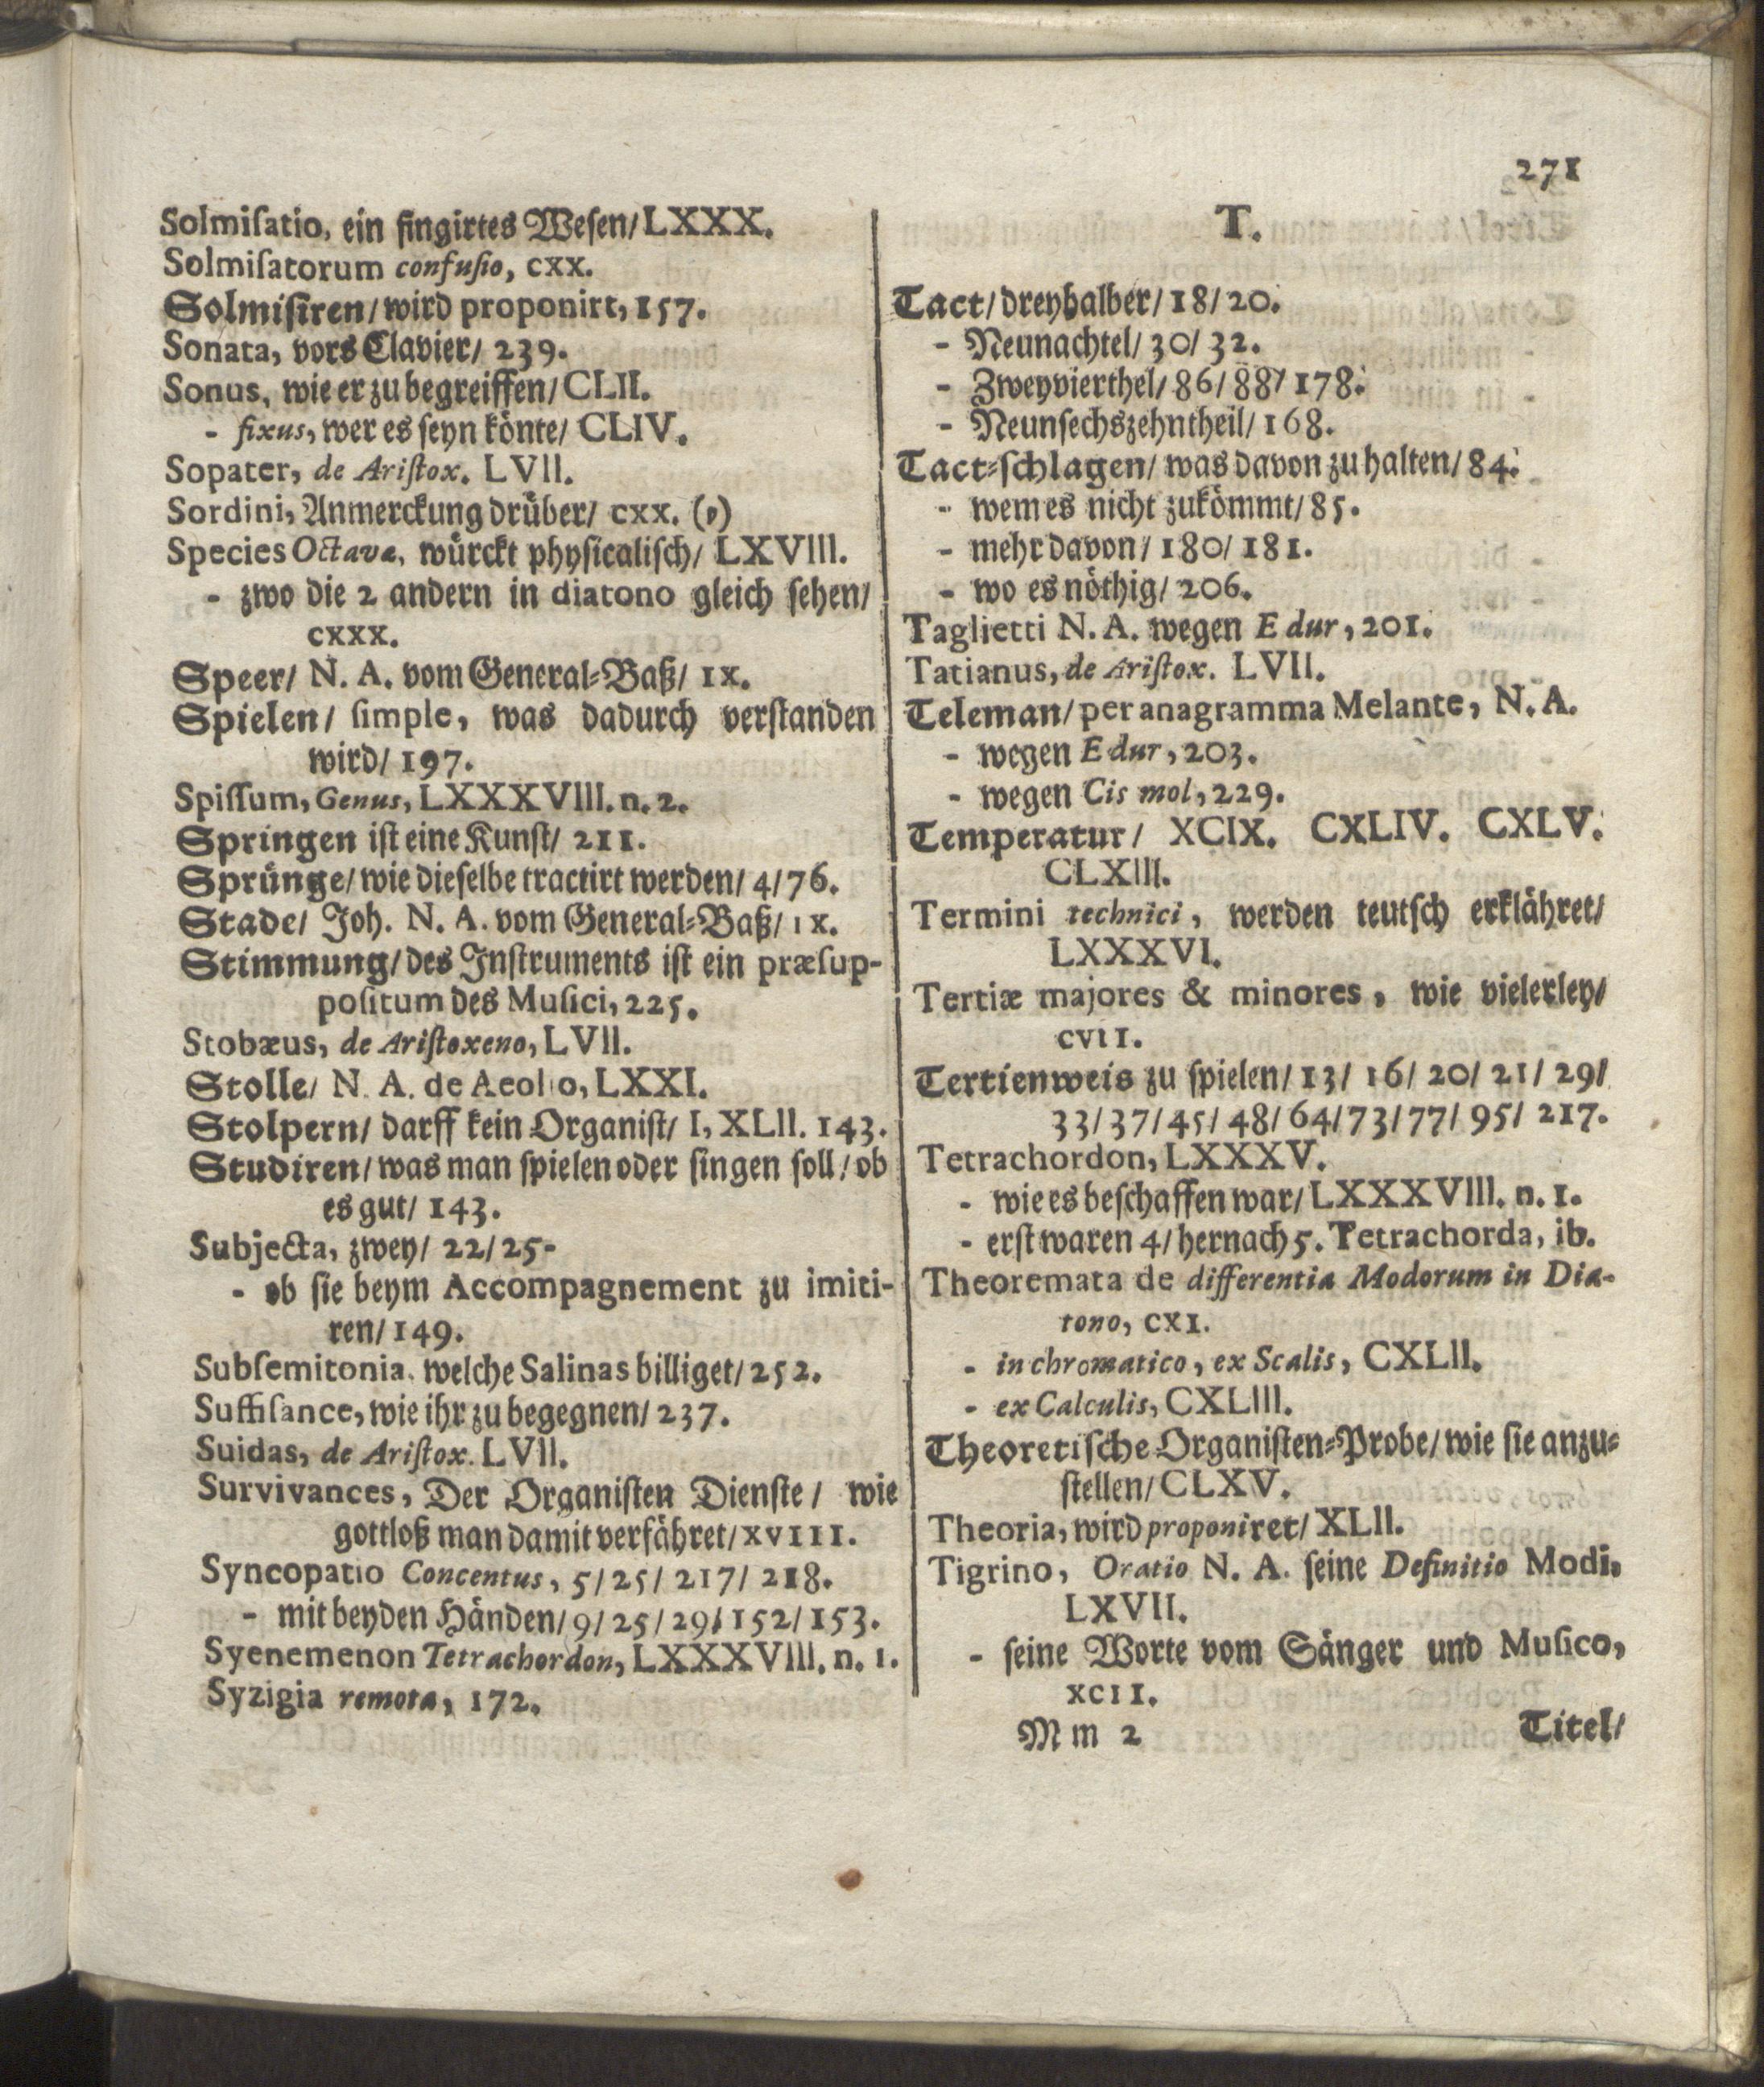 271
Solmiſatio, ein fingirtes Weſen/ LXXX.
Solmiſatorum confuſio, cxx.
Solmiſiren/ wird proponirt, 157.
Sonata, vors Clavier/ 239.
Sonus, wie er zu begreiffen/ CLII.
- fixus, wer es ſeyn könte/ CLIV.
Sopater, de Ariſtox. LVII.
Sordini, Anmerckung drüber/ cxx. (,)
Species Octavæ, würckt phyſicaliſch/ LXVIII.
- zwo die 2 andern in diatono gleich ſehen/
cxxx.
Speer/ N. A. vom General-Baß/ IX.
Spielen/ ſimple, was dadurch verſtanden
wird/ 197.
Spiſſum, Genus, LXXXVIII. n. 2.
Springen iſt eine Kunſt/ 211.
Sprünge/ wie dieſelbe tractirt werden/ 4/ 76.
Stade/ Joh. N. A. vom General-Baß/ IX.
Stimmung/ des Inſtruments iſt ein præſup-
poſitum des Muſici, 225.
Stobæus, de Ariſtoxeno, LVII.
Stolle/ N. A. de Aeolio, LXXI.
Stolpern/ darff kein Organiſt/ I, XLII. 143.
Studiren/ was man ſpielen oder ſingen ſoll/ ob
es gut/ 143.
Subjecta, zwey/ 22/ 25-
- ob ſie beym Accompagnement zu imiti-
ren/ 149.
Subſemitonia, welche Salinas billiget/ 252.
Suffiſance, wie ihr zu begegnen/ 237.
Suidas, de Ariſtox. LVII.
Survivances, Der Organiſten Dienſte / wie
gottloß man damit verfähret/ XVIII.
Syncopatio Concentus, 5/ 25/ 217/ 218.
- mit beyden Händen/ 9/ 25/ 29/ 152/ 153.
Syenemenon Tetrachordon, LXXXVIII. n. 1.
Syzigia remota, 172.
T.
Tact/ dreyhalber/ 18/ 20.
- Neunachtel/ 30/ 32.
- Zweyvierthel/ 86/ 88/ 178.
- Neunſechszehntheil/ 168.
Tact-ſchlagen/ was davon zu halten/ 84.
- wem es nicht zukömmt/ 85.
- mehr davon/ 180/ 181.
- wo es nöthig/ 206.
Taglietti N. A. wegen E dur, 201.
Tatianus, de Ariſtox. LVII.
Teleman/ per anagramma Melante, N. A.
- wegen E dur, 203.
- wegen Cis mol, 229.
Temperatur/ XCIX. CXLIV. CXLV.
CLXIII.
Termini technici, werden teutſch erklähret/
LXXXVI.
Tertiæ majores & minores, wie vielerley/
CVII.
Tertienweis zu ſpielen/ 13/ 16/ 20/ 21/ 29/
33/ 37/ 45/ 48/ 64/ 73/ 77/ 95/ 217.
Tetrachordon, LXXXV.
- wie es beſchaffen war/ LXXXVIII. n. 1.
- erſt waren 4/ hernach 5. Tetrachorda, ib.
Theoremata de differentia Modorum in Dia-
tono, CXI.
- in chromatico, ex Scalis, CXLII.
- ex Calculis, CXLIII.
Theoretiſche Organiſten-Probe/ wie ſie anzu-
ſtellen/ CLXV.
Theoria, wird proponiret/ XLII.
Tigrino, Oratio N. A. ſeine Definitio Modi,
LXVII.
- ſeine Worte vom Sänger und Muſico,
XCII.
M m 2
Titel/